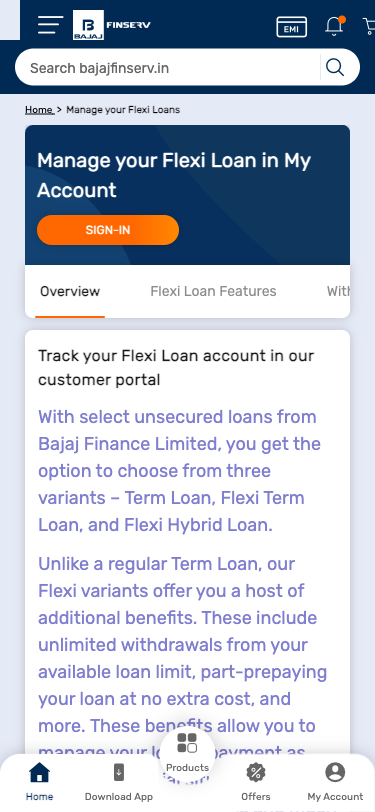 B
BAJAJ
FINSERV
EMI
Search bajajfinserv.in
Home > Manage your Flexi Loans
Manage your Flexi Loan in My
Account
SIGN-IN
Overview Flexi Loan Features With
Track your Flexi Loan account in our
customer portal
With select unsecured loans from
Bajaj Finance Limited, you get the
option to choose from three
variants – Term Loan, Flexi Term
Loan, and Flexi Hybrid Loan.
Unlike a regular Term Loan, our
Flexi variants offer you a host of
additional benefits. These include
unlimited withdrawals from your
available loan limit, part-prepaying
your loan at no extra cost, and
more. These benefits allow you to
manage your
Products
Home Download App Offers My Account